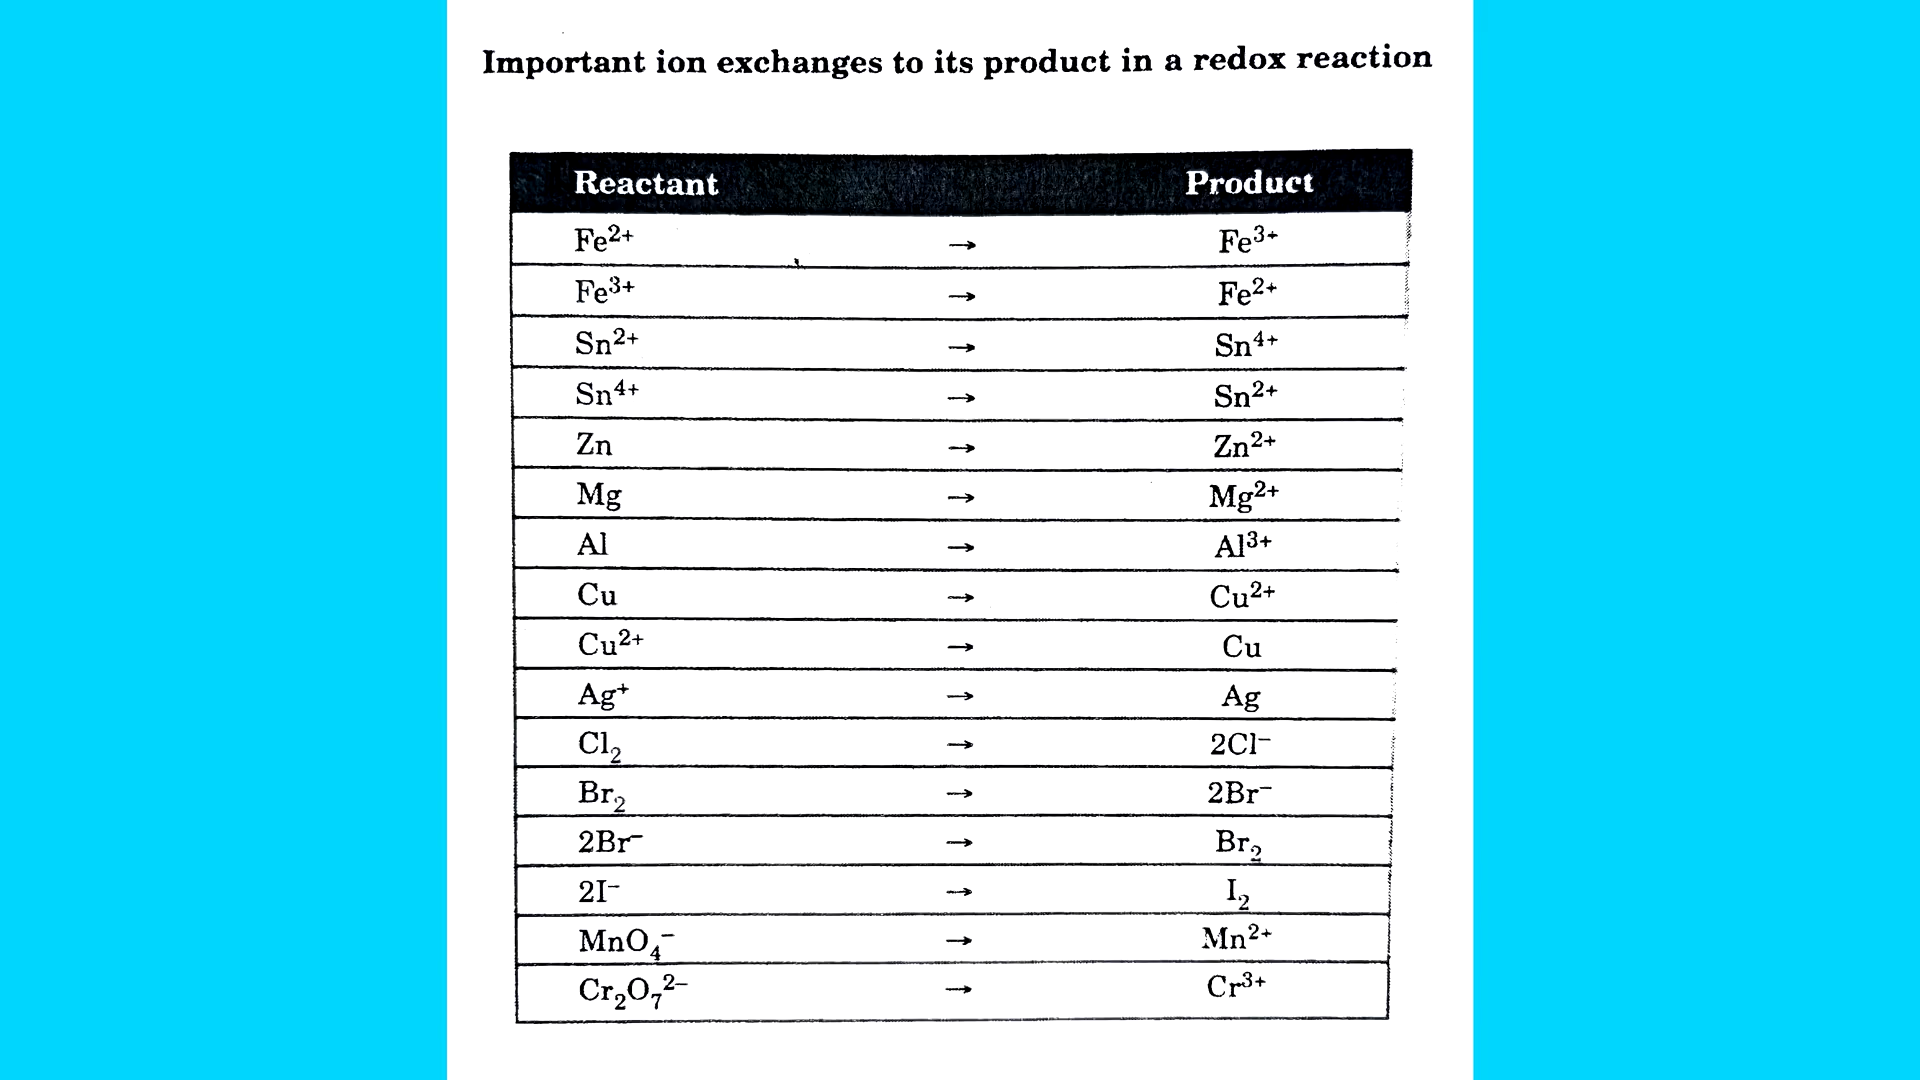 Important ion exchanges to its product in a redox reaction
Reactant Product
Fe²⁺ → Fe³⁺
Fe³⁺ → Fe²⁺
Sn²⁺ → Sn⁴⁺
Sn⁴⁺ → Sn²⁺
Zn → Zn²⁺
Mg → Mg²⁺
Al → Al³⁺
Cu → Cu²⁺
Cu²⁺ → Cu
Ag⁺ → Ag
Cl₂ → 2Cl⁻
Br₂ → 2Br⁻
2Br⁻ → Br₂
2I⁻ → I₂
MnO₄⁻ → Mn²⁺
Cr₂O₇²⁻ → Cr³⁺